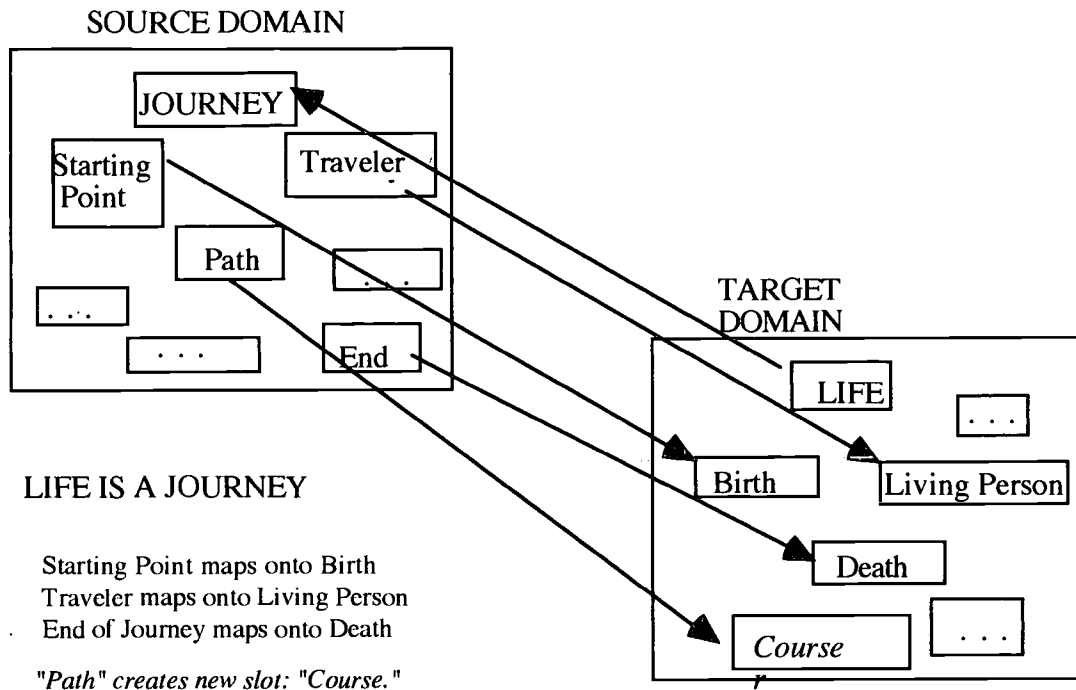 SOURCE DOMAIN
JOURNEY
Starting
Point
Traveler
Path
. . .
. . .
. . .
End
TARGET
DOMAIN
LIFE
. . .
Birth
Living Person
Death
Course
r
. . .
LIFE IS A JOURNEY
Starting Point maps onto Birth
Traveler maps onto Living Person
End of Journey maps onto Death
"Path" creates new slot: "Course."